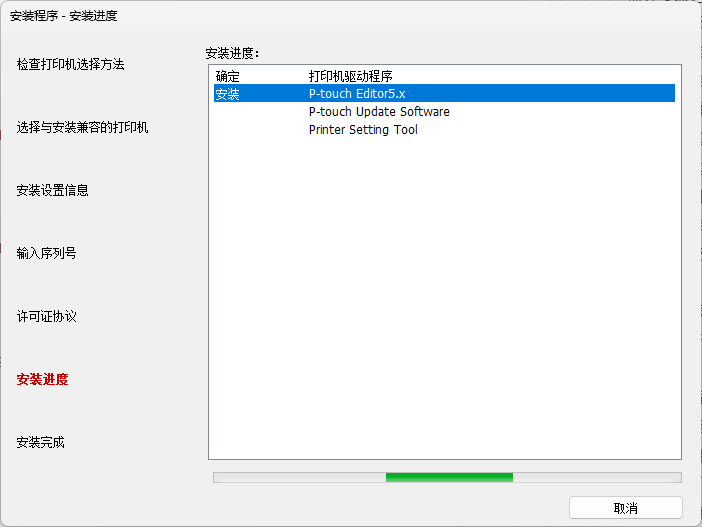 安装程序 - 安装进度
检查打印机选择方法
选择与安装兼容的打印机
安装设置信息
输入序列号
许可证协议
安装进度
安装完成
安装进度：
确定 打印机驱动程序
安装 P-touch Editor5.x
P-touch Update Software
Printer Setting Tool
取消